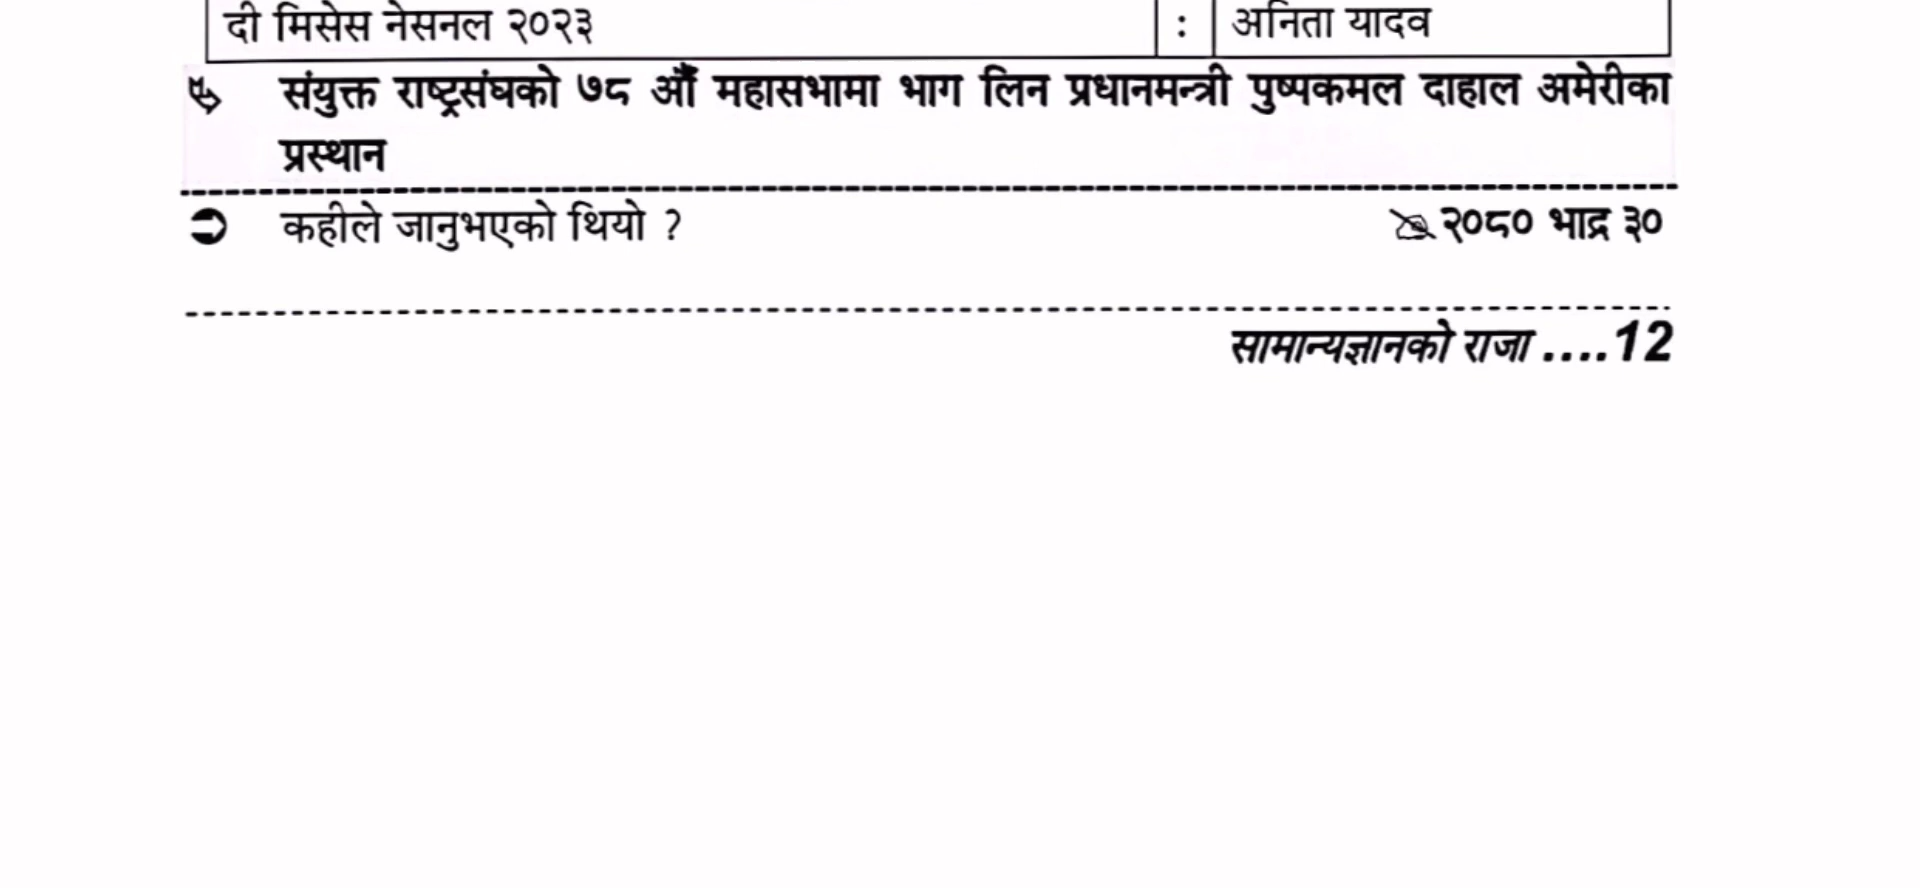 दी मिसेस नेसनल २०२३ : अनिता यादव
संयुक्त राष्ट्रसंघको ७८ औं महासभामा भाग लिन प्रधानमन्त्री पुष्पकमल दाहाल अमेरीका
प्रस्थान
कहीले जानुभएको थियो ? २०८० भाद्र ३०
सामान्यज्ञानको राजा ....12